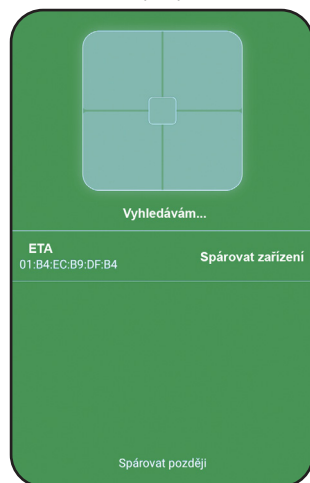 Vyhledávám...
ETA
Spárovat zařízení
01:B4:EC:B9:DF:B4
Spárovat později